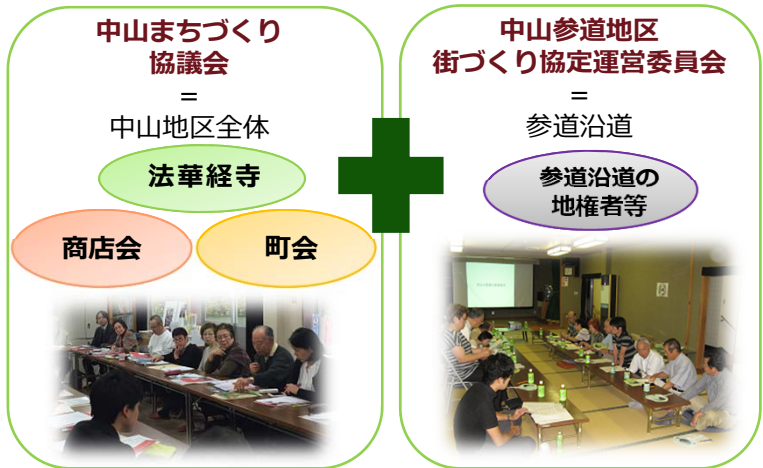 中山まちづくり
協議会
＝
中山地区全体
法華経寺
商店会
町会
中山参道地区
街づくり協定運営委員会
＝
参道沿道
参道沿道の
地権者等